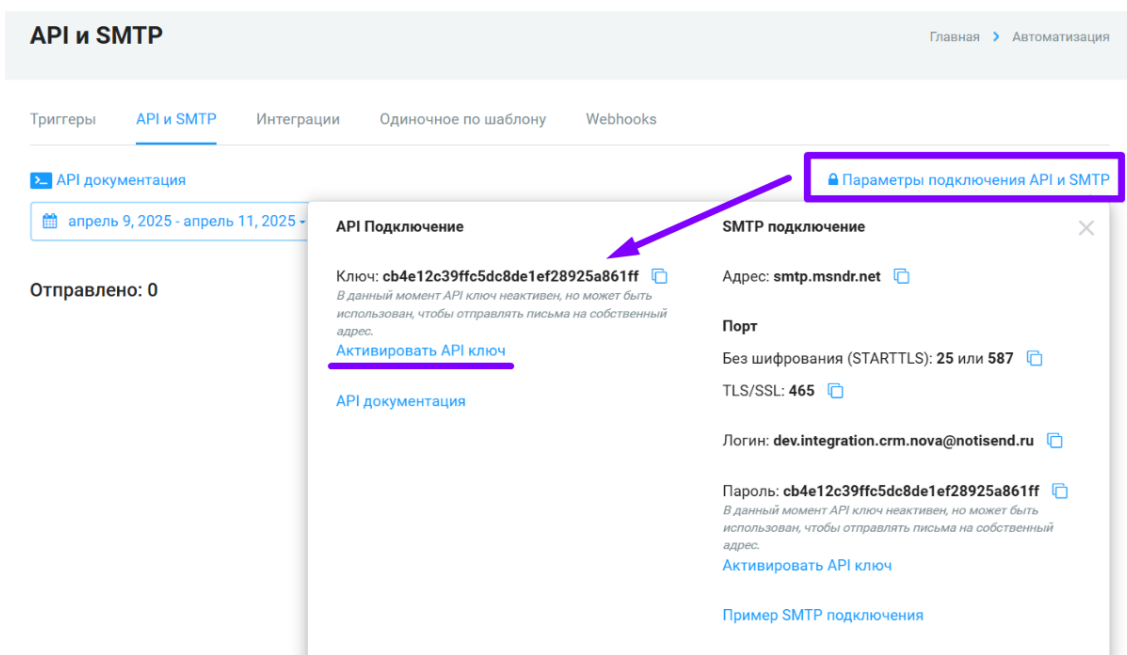 API и SMTP
Главная > Автоматизация
Триггеры API и SMTP Интеграции Одиночное по шаблону Webhooks
API документация
Параметры подключения API и SMTP
апрель 9, 2025 - апрель 11, 2025
Отправлено: 0
API Подключение
Ключ: cb4e12c39ffc5dc8de1ef28925a861ff
В данный момент API ключ неактивен, но может быть
использован, чтобы отправлять письма на собственный
адрес.
Активировать API ключ
API документация
SMTP подключение
Адрес: smtp.msndr.net
Порт
Без шифрования (STARTTLS): 25 или 587
TLS/SSL: 465
Логин: dev.integration.crm.nova@notisend.ru
Пароль: cb4e12c39ffc5dc8de1ef28925a861ff
В данный момент API ключ неактивен, но может быть
использован, чтобы отправлять письма на собственный
адрес.
Активировать API ключ
Пример SMTP подключения